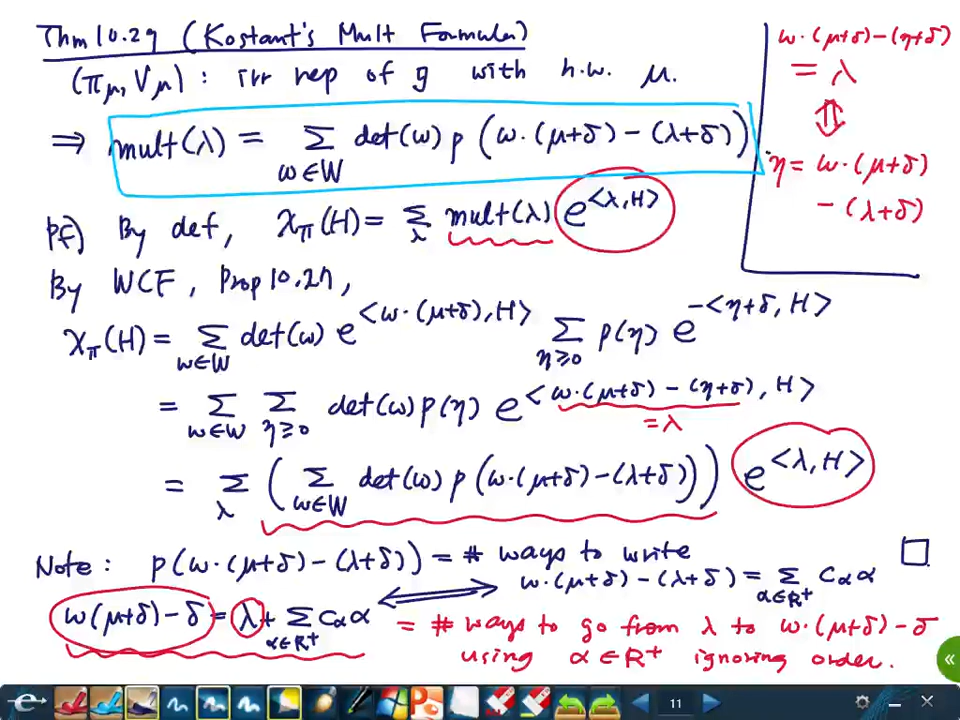 Thm 10.29 (Kostant's Mult Formula)
(π_μ, V_μ) : irr rep of g with h.w. μ.
⇒ mult(λ) = Σ_{w∈W} det(w) p (w·(μ+δ) − (λ+δ))
w·(μ+δ)−(η+δ)
= λ
⇕
η = w·(μ+δ)
− (λ+δ)
pf) By def, χ_π(H) = Σ_λ mult(λ) e^{<λ,H>}
By WCF, Prop 10.27,
χ_π(H) = Σ_{w∈W} det(w) e^{<w·(μ+δ),H>} Σ_{η≥0} p(η) e^{−<η+δ,H>}
= Σ_{w∈W} Σ_{η≥0} det(w) p(η) e^{<w·(μ+δ) − (η+δ), H>}
= λ
= Σ_λ (Σ_{w∈W} det(w) p (w·(μ+δ)−(λ+δ))) e^{<λ,H>}
Note: p(w·(μ+δ)−(λ+δ)) = # ways to write □
w·(μ+δ)−(λ+δ) = Σ_{α∈R⁺} C_α α
w(μ+δ)−δ = λ + Σ_{α∈R⁺} C_α α ⟺
= # ways to go from λ to w·(μ+δ)−δ
using α∈R⁺ ignoring order.
11